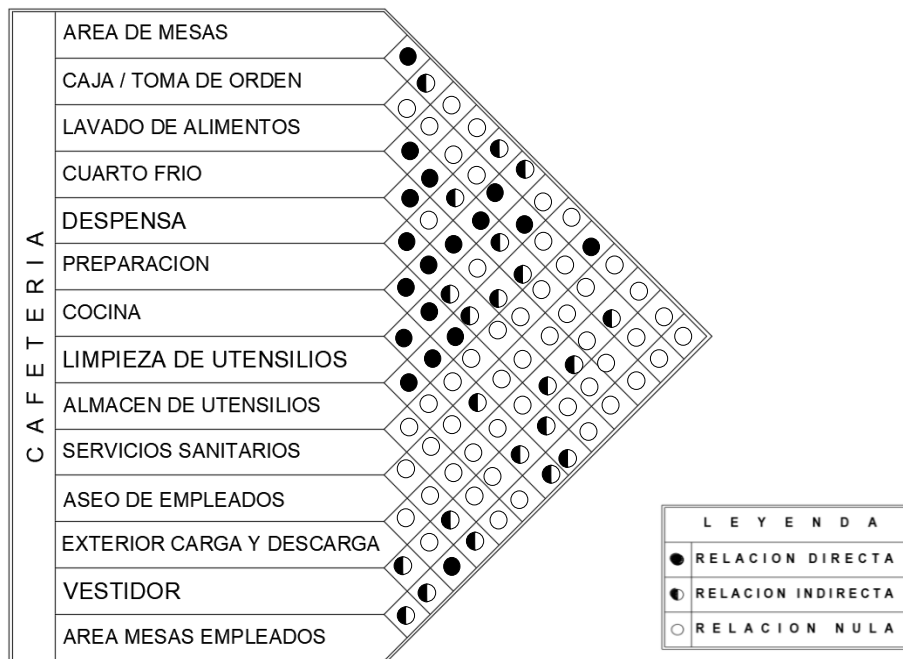 CAFETERIA
AREA DE MESAS
CAJA / TOMA DE ORDEN
LAVADO DE ALIMENTOS
CUARTO FRIO
DESPENSA
PREPARACION
COCINA
LIMPIEZA DE UTENSILIOS
ALMACEN DE UTENSILIOS
SERVICIOS SANITARIOS
ASEO DE EMPLEADOS
EXTERIOR CARGA Y DESCARGA
VESTIDOR
AREA MESAS EMPLEADOS
LEYENDA
RELACION DIRECTA
RELACION INDIRECTA
RELACION NULA